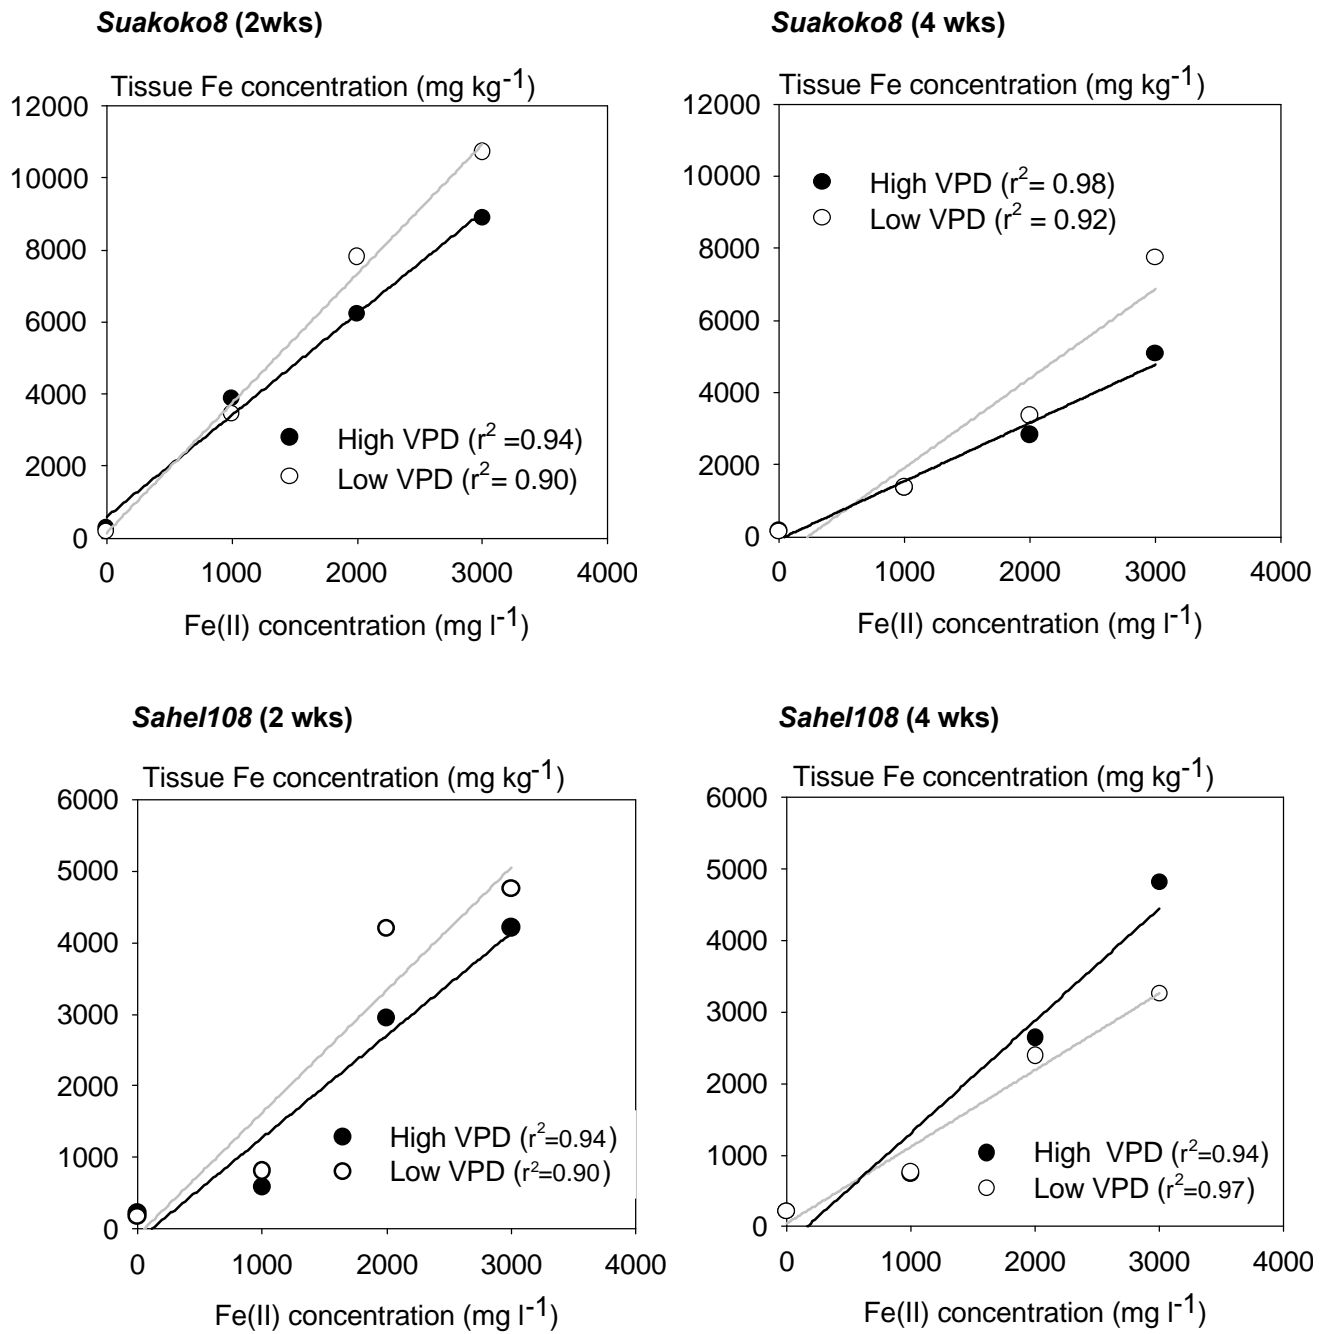 Suakoko8 (2wks)
Tissue Fe concentration (mg kg-1)
12000
10000
8000
6000
4000
2000
0
High VPD (r2 =0.94)
Low VPD (r2= 0.90)
0 1000 2000 3000 4000
Fe(II) concentration (mg l-1)
Suakoko8 (4 wks)
Tissue Fe concentration (mg kg-1)
12000
10000
8000
6000
4000
2000
0
High VPD (r2= 0.98)
Low VPD (r2 = 0.92)
0 1000 2000 3000 4000
Fe(II) concentration (mg l-1)
Sahel108 (2 wks)
Tissue Fe concentration (mg kg-1)
6000
5000
4000
3000
2000
1000
0
High VPD (r2=0.94)
Low VPD (r2=0.90)
0 1000 2000 3000 4000
Fe(II) concentration (mg l-1)
Sahel108 (4 wks)
Tissue Fe concentration (mg kg-1)
6000
5000
4000
3000
2000
1000
0
High VPD (r2=0.94)
Low VPD (r2=0.97)
0 1000 2000 3000 4000
Fe(II) concentration (mg l-1)